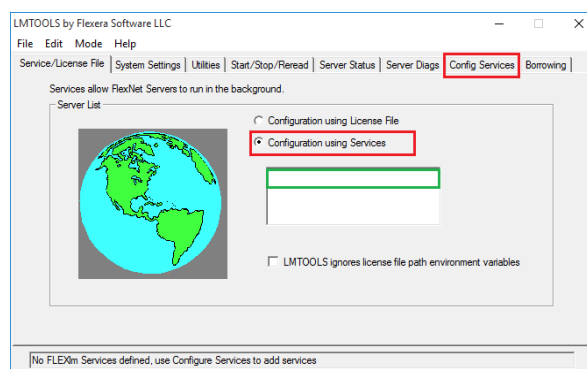 LMTOOLS by Flexera Software LLC
File Edit Mode Help
Service/License File System Settings Utilities Start/Stop/Reread Server Status Server Diags Config Services Borrowing
Services allow FlexNet Servers to run in the background.
Server List
Configuration using License File
Configuration using Services
LMTOOLS ignores license file path environment variables
No FLEXlm Services defined, use Configure Services to add services